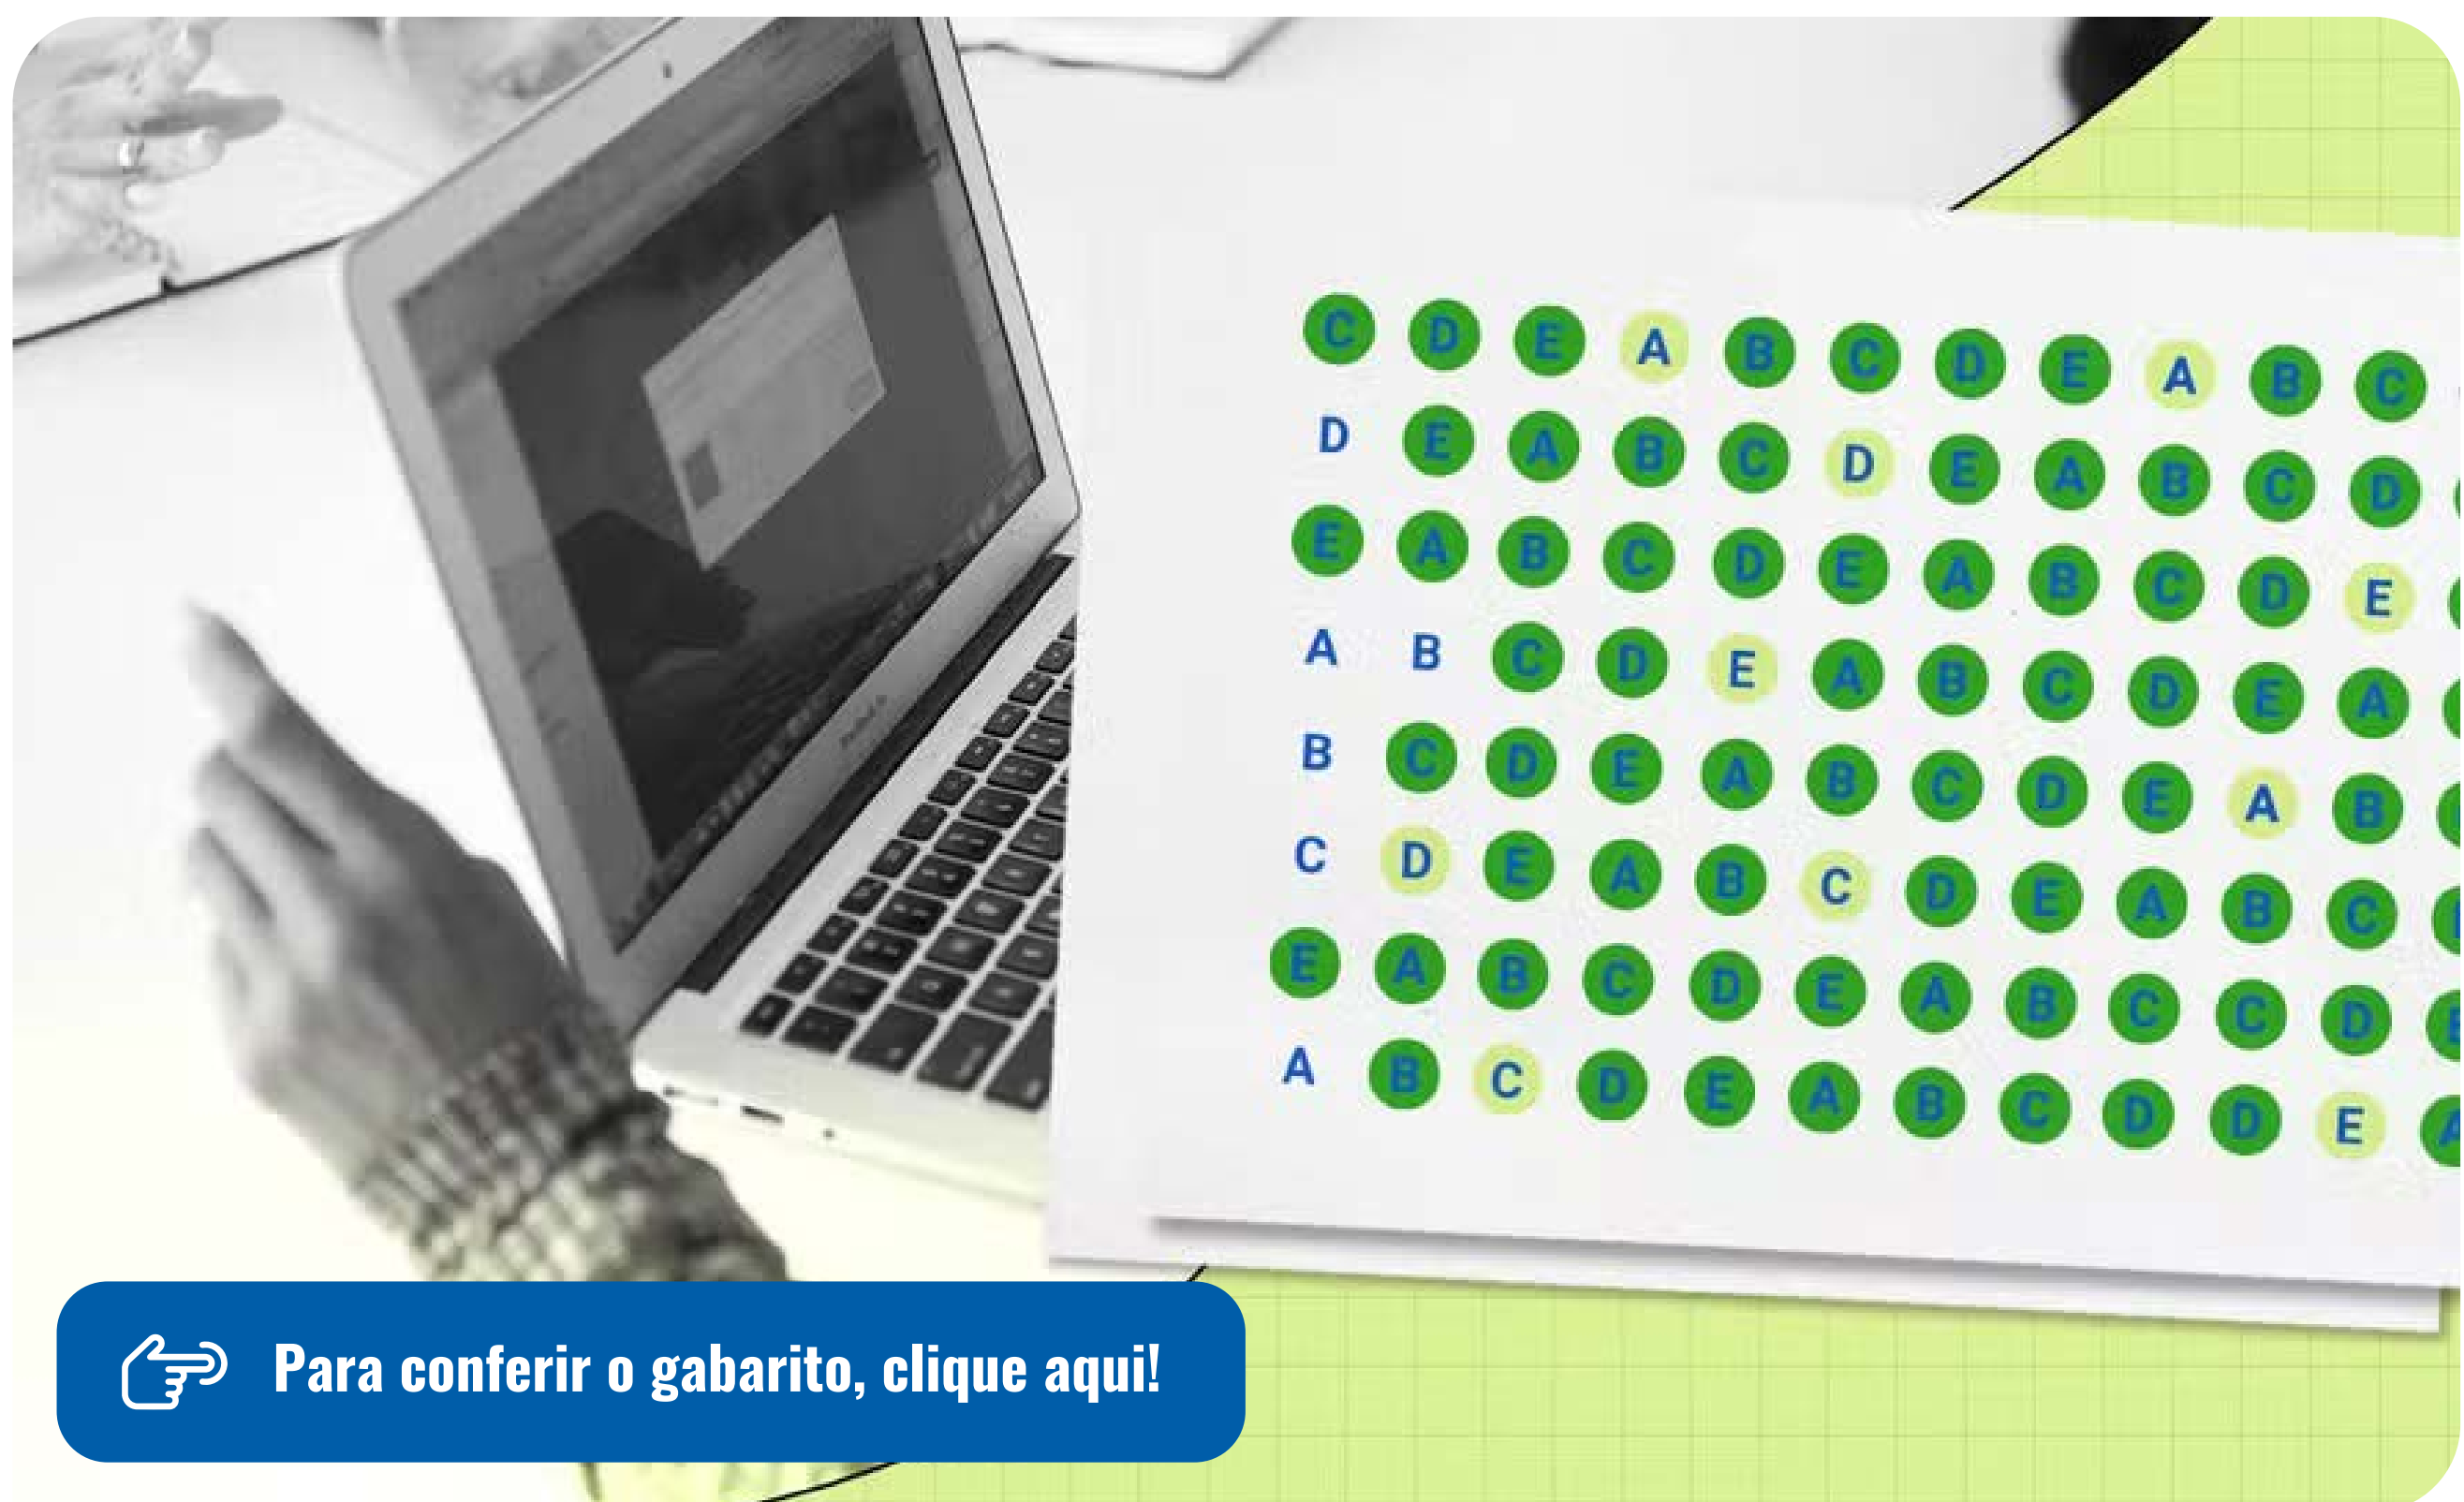 C D E A B C D E A B C
D E A B C D E A B C D
E A B C D E A B C D E
A B C D E A B C D E A
B C D E A B C D E A B
C D E A B C D E A B C
E A B C D E A B C C D
A B C D E A B C D D E A
Para conferir o gabarito, clique aqui!